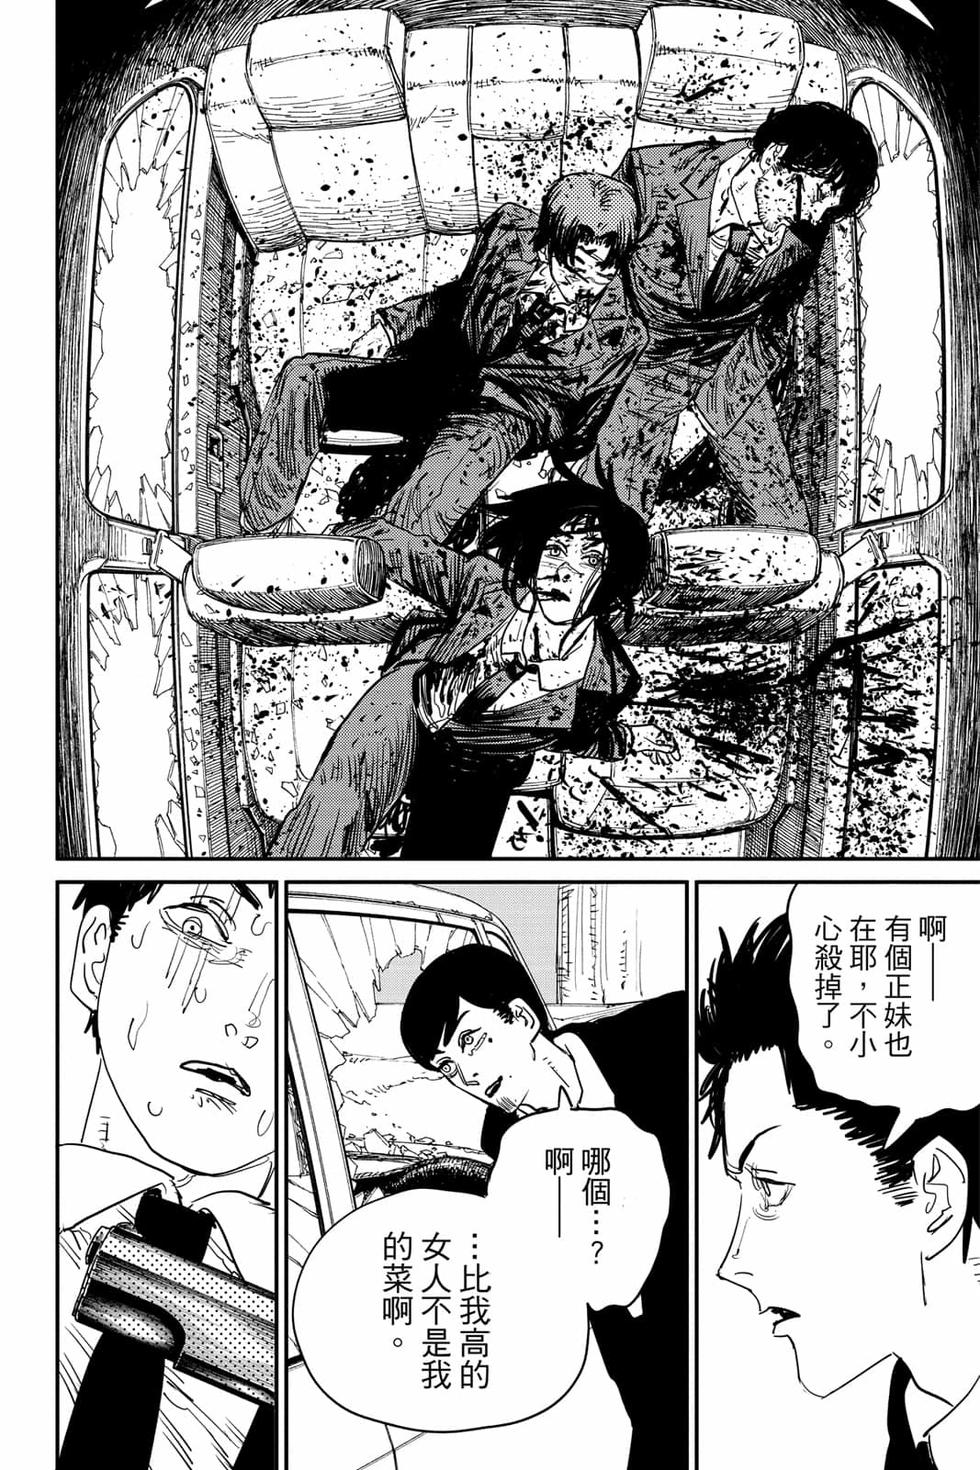 啊——
有個正妹也
在耶，不小
心殺掉了。
哪個…？
啊——
…比我高的
女人不是我
的菜啊。